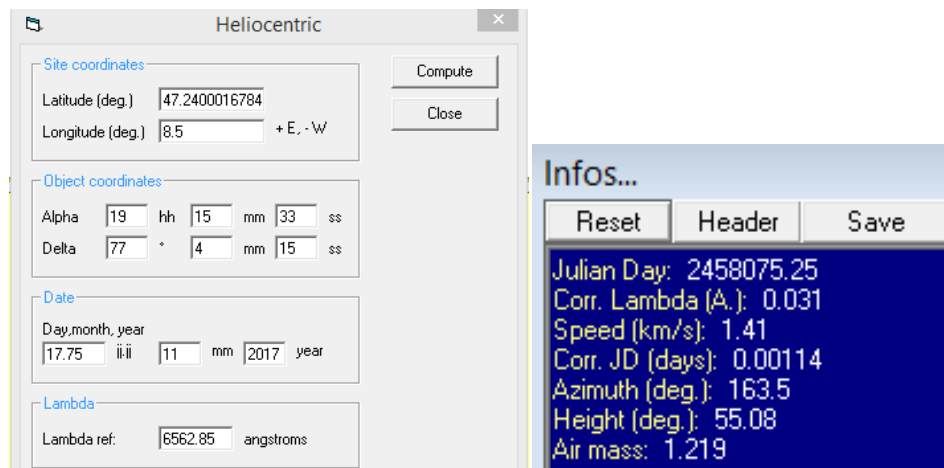 Heliocentric
Site coordinates
Latitude (deg.) 47.2400016784
Longitude (deg.) 8.5 + E, - W
Compute
Close
Object coordinates
Alpha 19 hh 15 mm 33 ss
Delta 77 ° 4 mm 15 ss
Date
Day,month, year
17.75 jj.jj 11 mm 2017 year
Lambda
Lambda ref: 6562.85 angstroms
Infos...
Reset Header Save
Julian Day: 2458075.25
Corr. Lambda (A.): 0.031
Speed (km/s): 1.41
Corr. JD (days): 0.00114
Azimuth (deg.): 163.5
Height (deg.): 55.08
Air mass: 1.219